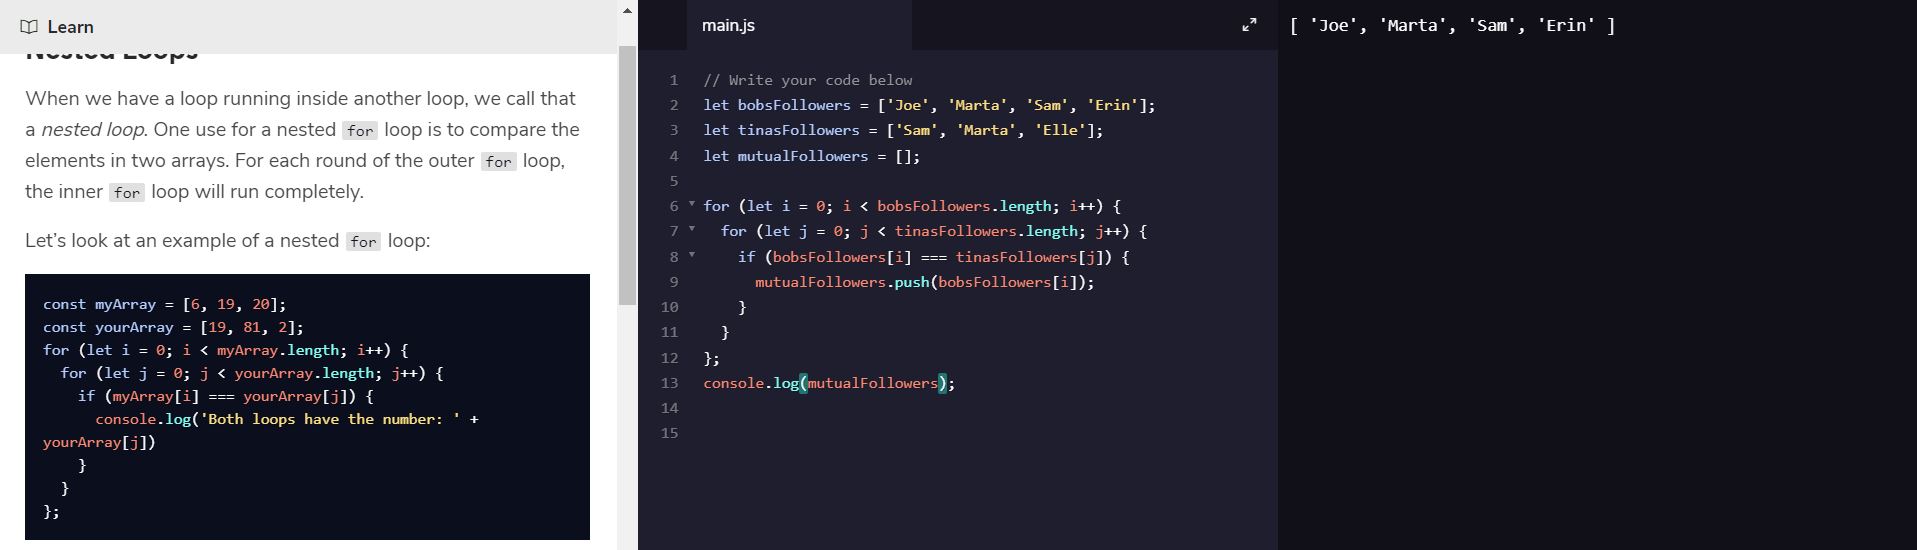 Learn
Nested Loops
When we have a loop running inside another loop, we call that
a nested loop. One use for a nested for loop is to compare the
elements in two arrays. For each round of the outer for loop,
the inner for loop will run completely.
Let's look at an example of a nested for loop:
const myArray = [6, 19, 20];
const yourArray = [19, 81, 2];
for (let i = 0; i < myArray.length; i++) {
  for (let j = 0; j < yourArray.length; j++) {
    if (myArray[i] === yourArray[j]) {
      console.log('Both loops have the number: ' +
yourArray[j])
    }
  }
};
main.js
1 // Write your code below
2 let bobsFollowers = ['Joe', 'Marta', 'Sam', 'Erin'];
3 let tinasFollowers = ['Sam', 'Marta', 'Elle'];
4 let mutualFollowers = [];
5
6 for (let i = 0; i < bobsFollowers.length; i++) {
7   for (let j = 0; j < tinasFollowers.length; j++) {
8     if (bobsFollowers[i] === tinasFollowers[j]) {
9       mutualFollowers.push(bobsFollowers[i]);
10     }
11   }
12 };
13 console.log(mutualFollowers);
14
15
[ 'Joe', 'Marta', 'Sam', 'Erin' ]